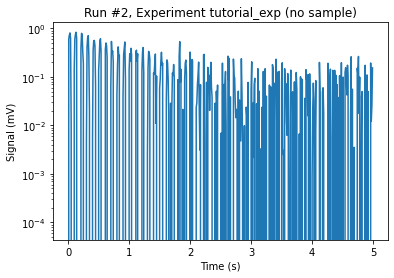 Run #2, Experiment tutorial_exp (no sample)
Signal (mV)
10⁰
10⁻¹
10⁻²
10⁻³
10⁻⁴
0 1 2 3 4 5
Time (s)